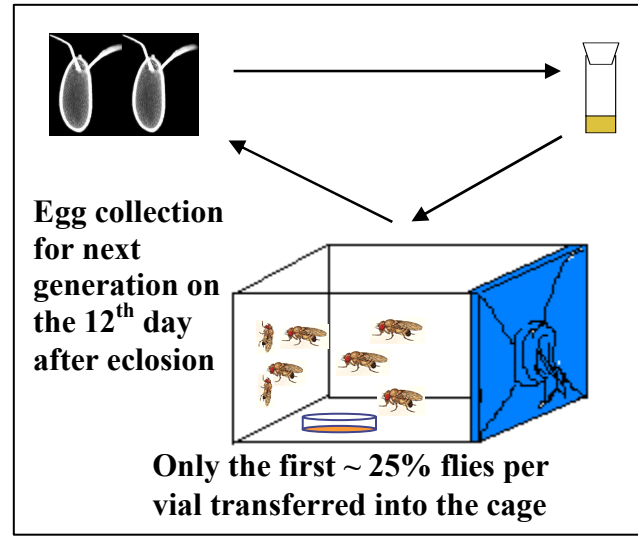 Egg collection
for next
generation on
the 12th day
after eclosion
Only the first ~ 25% flies per
vial transferred into the cage